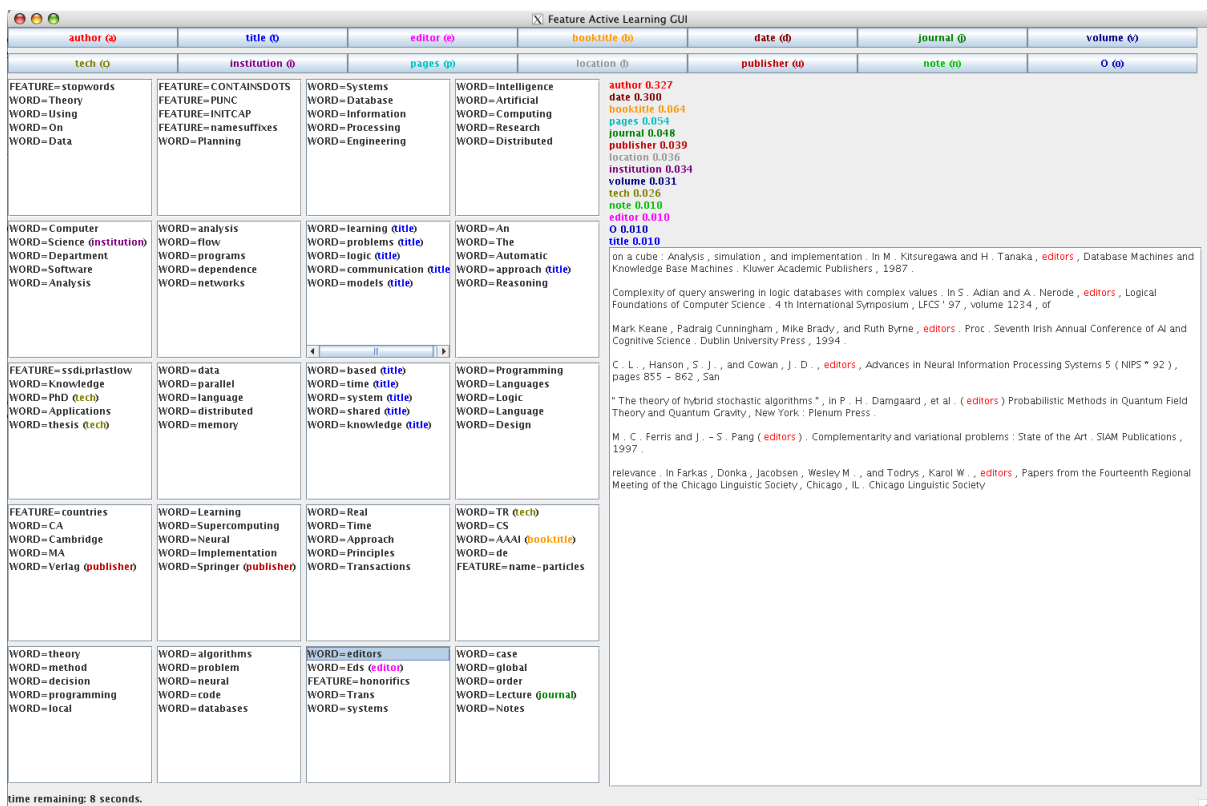 Feature Active Learning GUI
author (a)
title (t)
editor (e)
booktitle (b)
date (d)
journal (j)
volume (v)
tech (c)
institution (i)
pages (p)
location (l)
publisher (u)
note (n)
O (o)
FEATURE=stopwords
WORD=Theory
WORD=Using
WORD=On
WORD=Data
FEATURE=CONTAINSDOTS
FEATURE=PUNC
FEATURE=INITCAP
FEATURE=namesuffixes
WORD=Planning
WORD=Systems
WORD=Database
WORD=Information
WORD=Processing
WORD=Engineering
WORD=Intelligence
WORD=Artificial
WORD=Computing
WORD=Research
WORD=Distributed
WORD=Computer
WORD=Science (institution)
WORD=Department
WORD=Software
WORD=Analysis
WORD=analysis
WORD=flow
WORD=programs
WORD=dependence
WORD=networks
WORD=learning (title)
WORD=problems (title)
WORD=logic (title)
WORD=communication (title
WORD=models (title)
WORD=An
WORD=The
WORD=Automatic
WORD=approach (title)
WORD=Reasoning
FEATURE=ssdi.prlastlow
WORD=Knowledge
WORD=PhD (tech)
WORD=Applications
WORD=thesis (tech)
WORD=data
WORD=parallel
WORD=language
WORD=distributed
WORD=memory
WORD=based (title)
WORD=time (title)
WORD=system (title)
WORD=shared (title)
WORD=knowledge (title)
WORD=Programming
WORD=Languages
WORD=Logic
WORD=Language
WORD=Design
FEATURE=countries
WORD=CA
WORD=Cambridge
WORD=MA
WORD=Verlag (publisher)
WORD=Learning
WORD=Supercomputing
WORD=Neural
WORD=Implementation
WORD=Springer (publisher)
WORD=Real
WORD=Time
WORD=Approach
WORD=Principles
WORD=Transactions
WORD=TR (tech)
WORD=CS
WORD=AAAI (booktitle)
WORD=de
FEATURE=name-particles
WORD=theory
WORD=method
WORD=decision
WORD=programming
WORD=local
WORD=algorithms
WORD=problem
WORD=neural
WORD=code
WORD=databases
WORD=editors
WORD=Eds (editor)
FEATURE=honorifics
WORD=Trans
WORD=systems
WORD=case
WORD=global
WORD=order
WORD=Lecture (journal)
WORD=Notes
author 0.327
date 0.300
booktitle 0.064
pages 0.054
journal 0.048
publisher 0.039
location 0.036
institution 0.034
volume 0.031
tech 0.026
note 0.010
editor 0.010
O 0.010
title 0.010
on a cube : Analysis , simulation , and implementation . In M . Kitsuregawa and H . Tanaka , editors , Database Machines and
Knowledge Base Machines . Kluwer Academic Publishers , 1987 .
Complexity of query answering in logic databases with complex values . In S . Adian and A . Nerode , editors , Logical
Foundations of Computer Science . 4 th International Symposium , LFCS ' 97 , volume 1234 , of
Mark Keane , Padraig Cunningham , Mike Brady , and Ruth Byrne , editors . Proc . Seventh Irish Annual Conference of AI and
Cognitive Science . Dublin University Press , 1994 .
C . L . , Hanson , S . J . , and Cowan , J . D . , editors , Advances in Neural Information Processing Systems 5 ( NIPS * 92 ) ,
pages 855 - 862 , San
" The theory of hybrid stochastic algorithms " , in P . H . Damgaard , et al . ( editors ) Probabilistic Methods in Quantum Field
Theory and Quantum Gravity , New York : Plenum Press .
M . C . Ferris and J . - S . Pang ( editors ) . Complementarity and variational problems : State of the Art . SIAM Publications ,
1997 .
relevance . In Farkas , Donka , Jacobsen , Wesley M . , and Todrys , Karol W . , editors , Papers from the Fourteenth Regional
Meeting of the Chicago Linguistic Society , Chicago , IL . Chicago Linguistic Society
time remaining: 8 seconds.